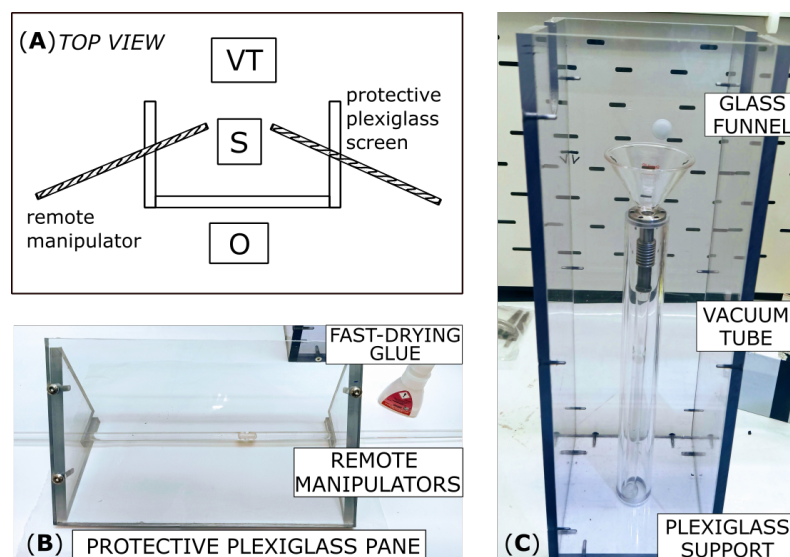 (A) TOP VIEW
VT
protective
plexiglass
screen
S
remote
manipulator
O
FAST-DRYING
GLUE
REMOTE
MANIPULATORS
(B) PROTECTIVE PLEXIGLASS PANE
GLASS
FUNNEL
VACUUM
TUBE
PLEXIGLASS
SUPPORT
(C)